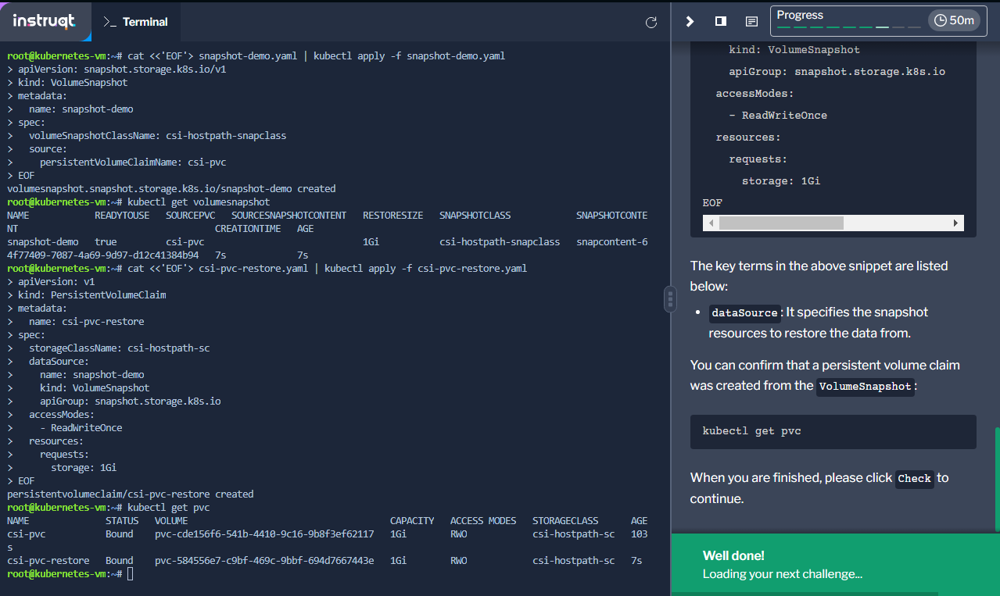 instruqt
>_ Terminal
Progress
50m
root@kubernetes-vm:~# cat <<'EOF'> snapshot-demo.yaml | kubectl apply -f snapshot-demo.yaml
> apiVersion: snapshot.storage.k8s.io/v1
> kind: VolumeSnapshot
> metadata:
>   name: snapshot-demo
> spec:
>   volumeSnapshotClassName: csi-hostpath-snapclass
>   source:
>     persistentVolumeClaimName: csi-pvc
> EOF
volumesnapshot.snapshot.storage.k8s.io/snapshot-demo created
root@kubernetes-vm:~# kubectl get volumesnapshot
NAME            READYTOUSE   SOURCEPVC   SOURCESNAPSHOTCONTENT   RESTORESIZE   SNAPSHOTCLASS            SNAPSHOTCONTE
NT                                    CREATIONTIME   AGE
snapshot-demo   true         csi-pvc                             1Gi           csi-hostpath-snapclass   snapcontent-6
4f77409-7087-4a69-9d97-d12c41384b94   7s             7s
root@kubernetes-vm:~# cat <<'EOF'> csi-pvc-restore.yaml | kubectl apply -f csi-pvc-restore.yaml
> apiVersion: v1
> kind: PersistentVolumeClaim
> metadata:
>   name: csi-pvc-restore
> spec:
>   storageClassName: csi-hostpath-sc
>   dataSource:
>     name: snapshot-demo
>     kind: VolumeSnapshot
>     apiGroup: snapshot.storage.k8s.io
>   accessModes:
>     - ReadWriteOnce
>   resources:
>     requests:
>       storage: 1Gi
> EOF
persistentvolumeclaim/csi-pvc-restore created
root@kubernetes-vm:~# kubectl get pvc
NAME              STATUS   VOLUME                                     CAPACITY   ACCESS MODES   STORAGECLASS      AGE
csi-pvc           Bound    pvc-cde156f6-541b-4410-9c16-9b8f3ef62117   1Gi        RWO            csi-hostpath-sc   103
s
csi-pvc-restore   Bound    pvc-584556e7-c9bf-469c-9bbf-694d7667443e   1Gi        RWO            csi-hostpath-sc   7s
root@kubernetes-vm:~#
kind: VolumeSnapshot
apiGroup: snapshot.storage.k8s.io
accessModes:
- ReadWriteOnce
resources:
requests:
storage: 1Gi
EOF
The key terms in the above snippet are listed
below:
• dataSource: It specifies the snapshot
resources to restore the data from.
You can confirm that a persistent volume claim
was created from the VolumeSnapshot:
kubectl get pvc
When you are finished, please click Check to
continue.
Well done!
Loading your next challenge...